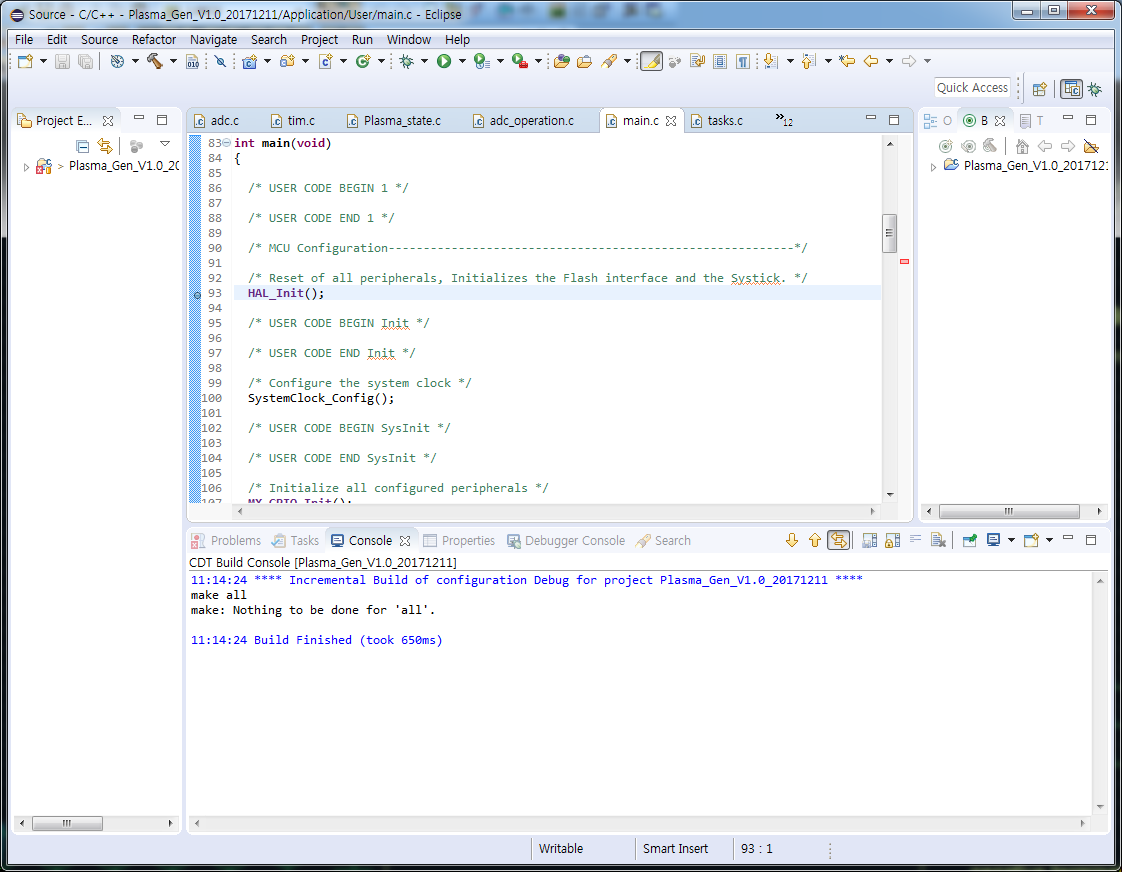 Source - C/C++ - Plasma_Gen_V1.0_20171211/Application/User/main.c - Eclipse
File Edit Source Refactor Navigate Search Project Run Window Help
Quick Access
Project E...
adc.c tim.c Plasma_state.c adc_operation.c main.c tasks.c »12
O B T
> Plasma_Gen_V1.0_20
Plasma_Gen_V1.0_2017121
83 int main(void)
84 {
85
86 /* USER CODE BEGIN 1 */
87
88 /* USER CODE END 1 */
89
90 /* MCU Configuration----------------------------------------------------------*/
91
92 /* Reset of all peripherals, Initializes the Flash interface and the Systick. */
93 HAL_Init();
94
95 /* USER CODE BEGIN Init */
96
97 /* USER CODE END Init */
98
99 /* Configure the system clock */
100 SystemClock_Config();
101
102 /* USER CODE BEGIN SysInit */
103
104 /* USER CODE END SysInit */
105
106 /* Initialize all configured peripherals */
107 MX_GPIO_Init();
Problems Tasks Console Properties Debugger Console Search
CDT Build Console [Plasma_Gen_V1.0_20171211]
11:14:24 **** Incremental Build of configuration Debug for project Plasma_Gen_V1.0_20171211 ****
make all
make: Nothing to be done for 'all'.
11:14:24 Build Finished (took 650ms)
Writable Smart Insert 93 : 1